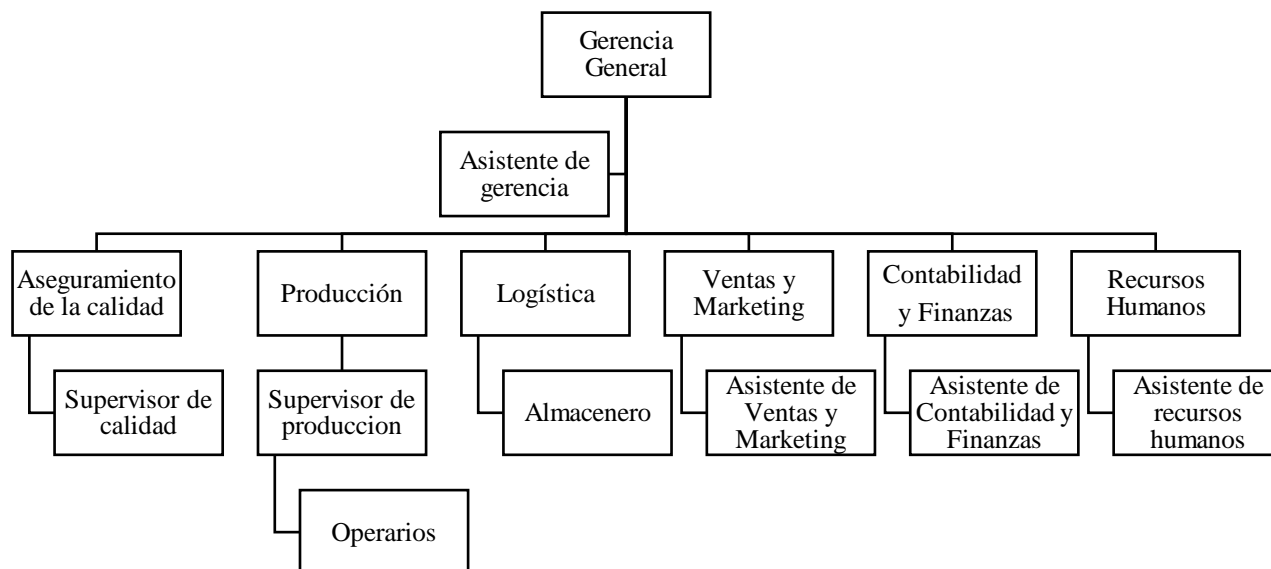 Gerencia
General
Asistente de
gerencia
Aseguramiento
de la calidad
Producción
Logística
Ventas y
Marketing
Contabilidad
y Finanzas
Recursos
Humanos
Supervisor de
calidad
Supervisor de
produccion
Almacenero
Asistente de
Ventas y
Marketing
Asistente de
Contabilidad y
Finanzas
Asistente de
recursos
humanos
Operarios